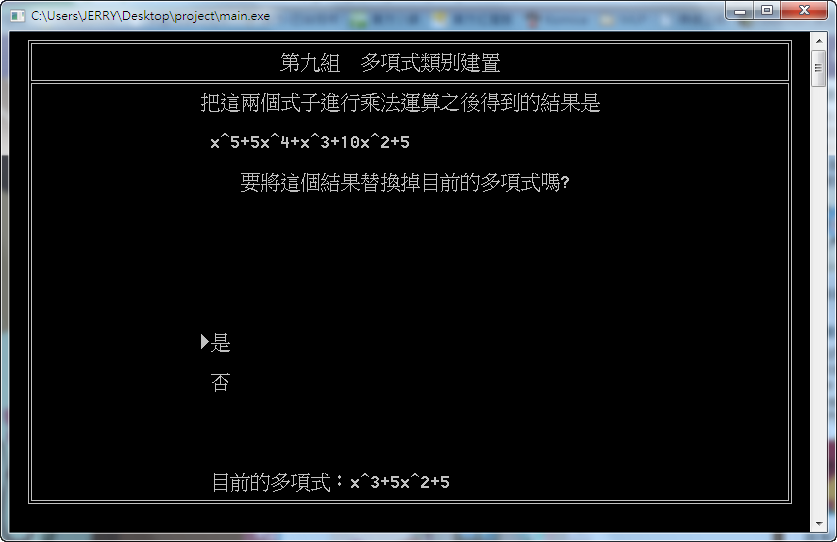 C:\Users\JERRY\Desktop\project\main.exe
第九組　多項式類別建置
把這兩個式子進行乘法運算之後得到的結果是
x^5+5x^4+x^3+10x^2+5
要將這個結果替換掉目前的多項式嗎?
是
否
目前的多項式：x^3+5x^2+5